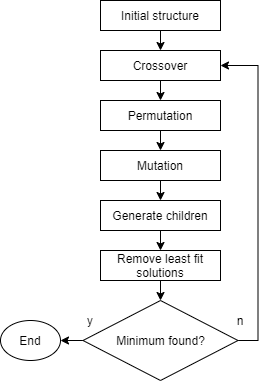 Initial structure
Crossover
Permutation
Mutation
Generate children
Remove least fit
solutions
y
n
End
Minimum found?